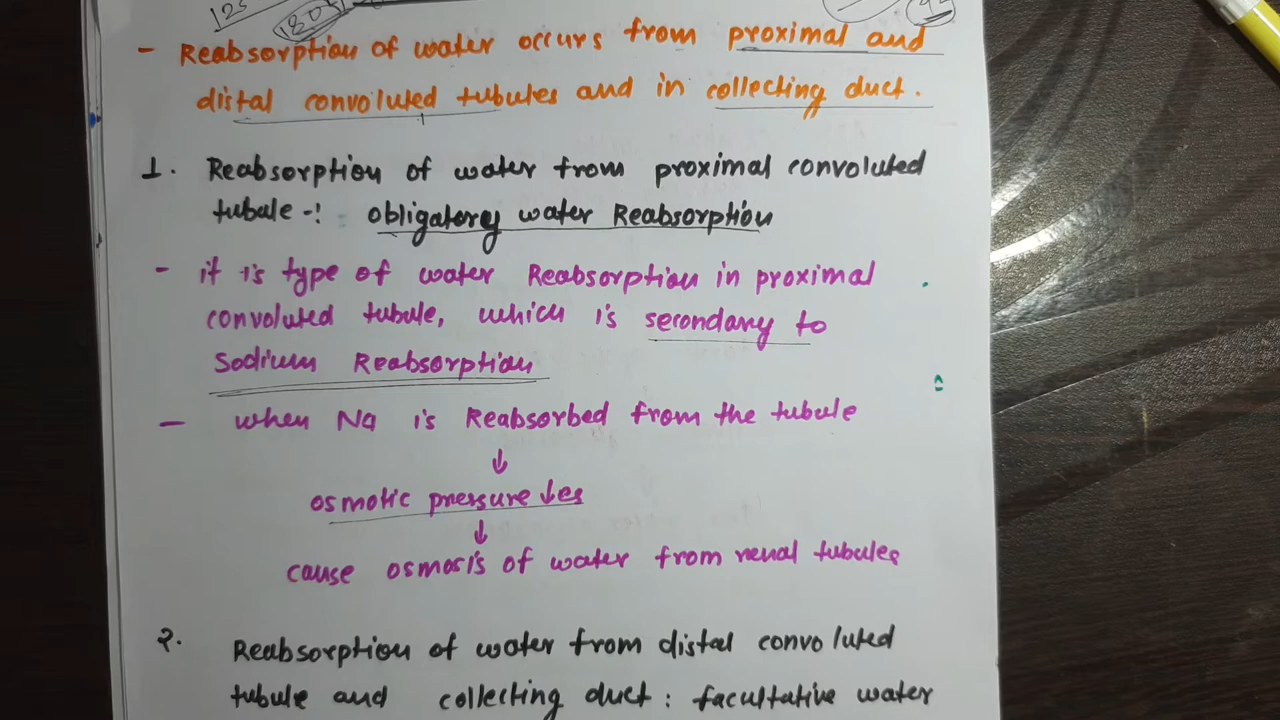 125
180
- Reabsorption of water occurs from proximal and
distal convoluted tubules and in collecting duct.
1. Reabsorption of water from proximal convoluted
tubule -: obligatory water Reabsorption
- it is type of water Reabsorption in proximal
convoluted tubule, which is secondary to
Sodium Reabsorption
- when Na is Reabsorbed from the tubule
↓
osmotic pressure ↓es
↓
cause osmosis of water from renal tubules
2. Reabsorption of water from distal convoluted
tubule and collecting duct : facultative water